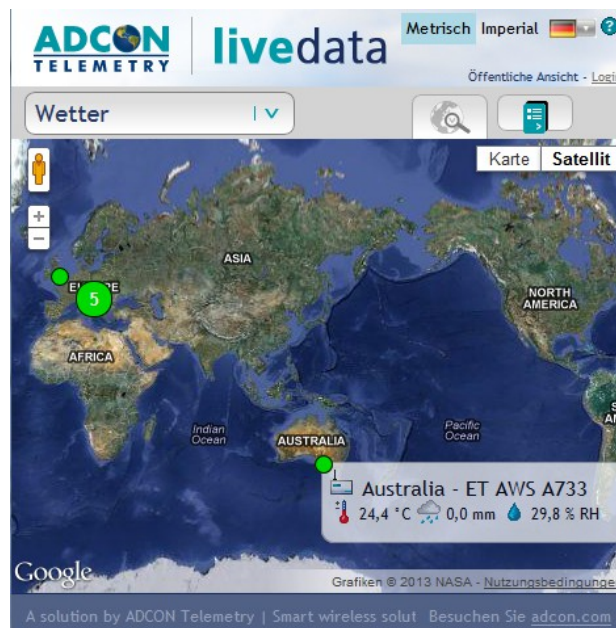 ADCON
TELEMETRY
livedata
Metrisch Imperial
Öffentliche Ansicht - Login
Wetter
Karte Satellit
ASIA
EUROPE
5
NORTH
AMERICA
AFRICA
Indian
Ocean
AUSTRALIA
Pacific
Ocean
Australia - ET AWS A733
24,4 °C 0,0 mm 29,8 % RH
Google
Grafiken © 2013 NASA - Nutzungsbedingungen
A solution by ADCON Telemetry | Smart wireless solut Besuchen Sie adcon.com